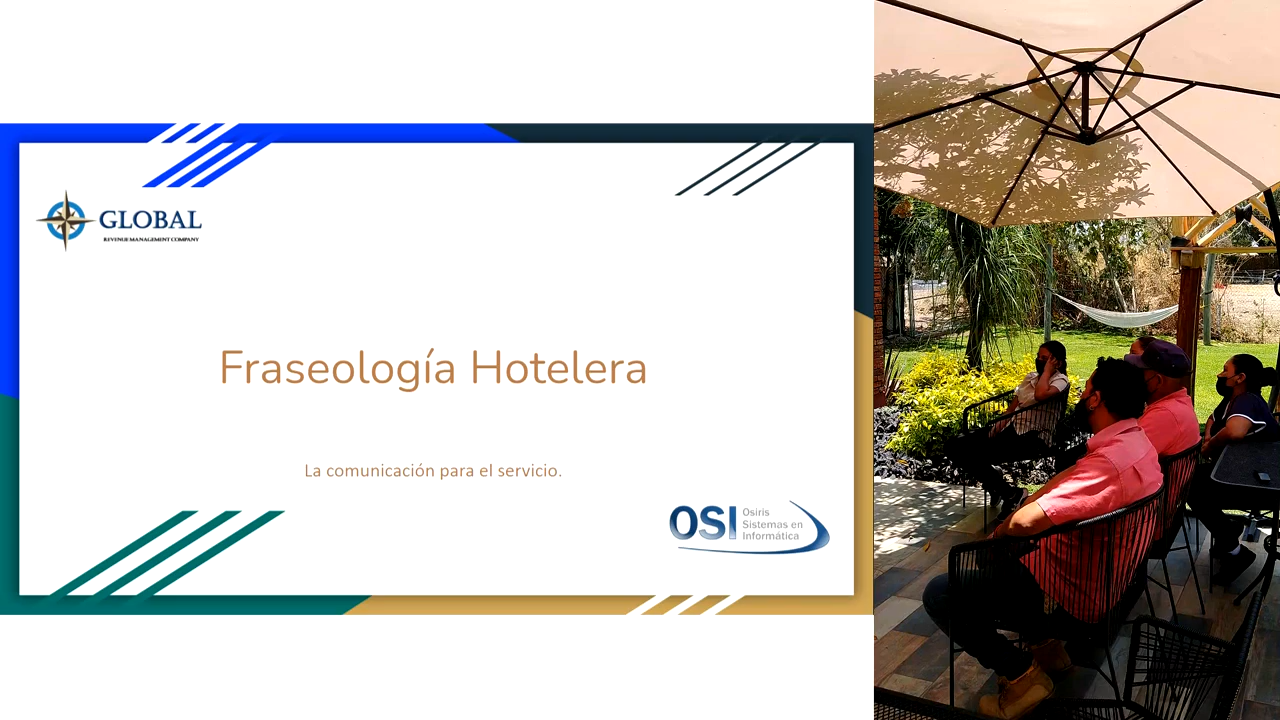 GLOBAL
REVENUE MANAGEMENT COMPANY
Fraseología Hotelera
La comunicación para el servicio.
OSI
Osiris
Sistemas en
Informática